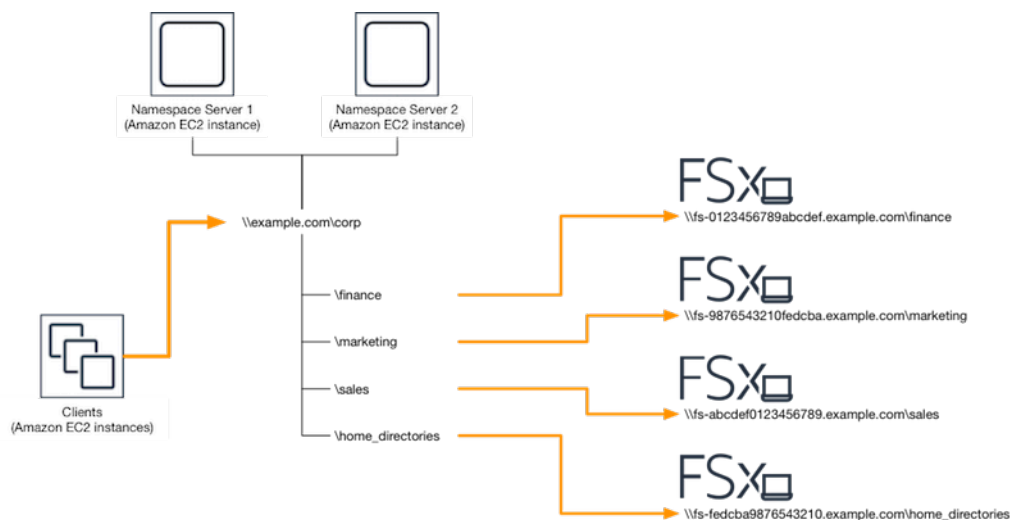 Namespace Server 1
(Amazon EC2 instance)
Namespace Server 2
(Amazon EC2 instance)
\\example.com\corp
\finance
\marketing
\sales
\home_directories
Clients
(Amazon EC2 instances)
FSx
\\fs-0123456789abcdef.example.com\finance
FSx
\\fs-9876543210fedcba.example.com\marketing
FSx
\\fs-abcdef0123456789.example.com\sales
FSx
\\fs-fedcba9876543210.example.com\home_directories